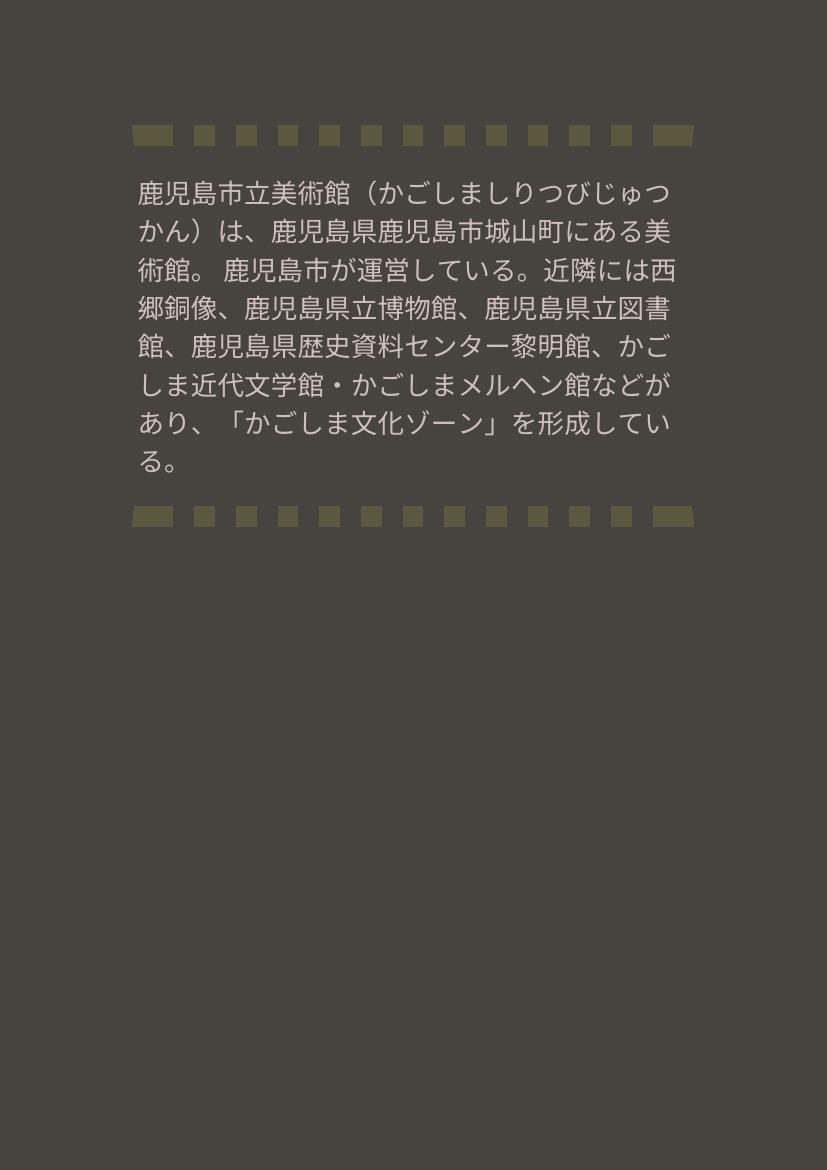 鹿児島市立美術館（かごしましりつびじゅつ
かん）は、鹿児島県鹿児島市城山町にある美
術館。 鹿児島市が運営している。近隣には西
郷銅像、鹿児島県立博物館、鹿児島県立図書
館、鹿児島県歴史資料センター黎明館、かご
しま近代文学館・かごしまメルヘン館などが
あり、「かごしま文化ゾーン」を形成してい
る。